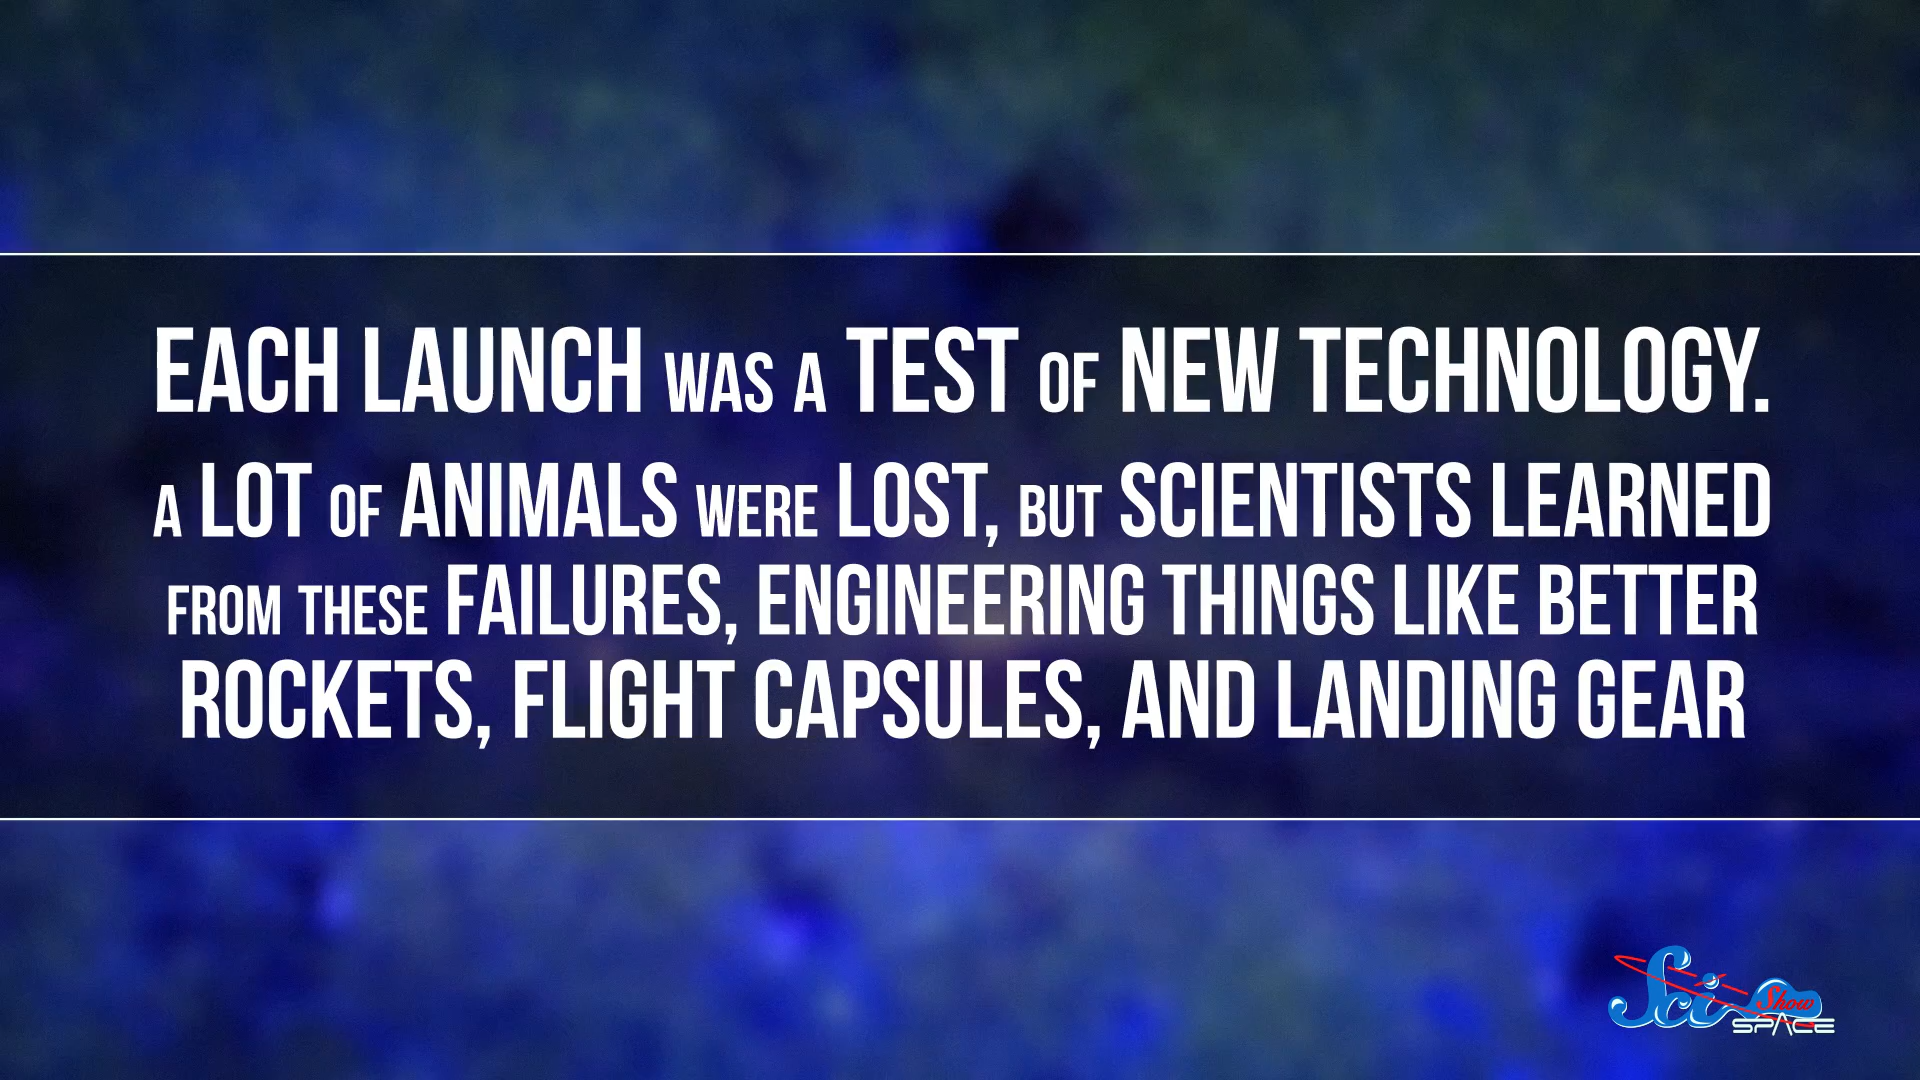 EACH LAUNCH WAS A TEST OF NEW TECHNOLOGY.
A LOT OF ANIMALS WERE LOST, BUT SCIENTISTS LEARNED
FROM THESE FAILURES, ENGINEERING THINGS LIKE BETTER
ROCKETS, FLIGHT CAPSULES, AND LANDING GEAR
Sci Show
SPACE